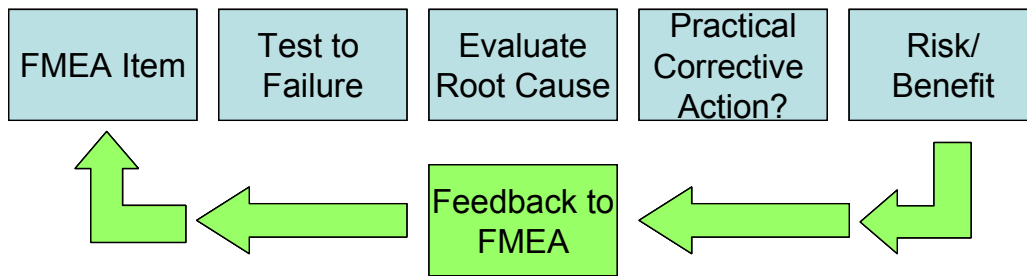 FMEA Item
Test to
Failure
Evaluate
Root Cause
Practical
Corrective
Action?
Risk/
Benefit
Feedback to
FMEA